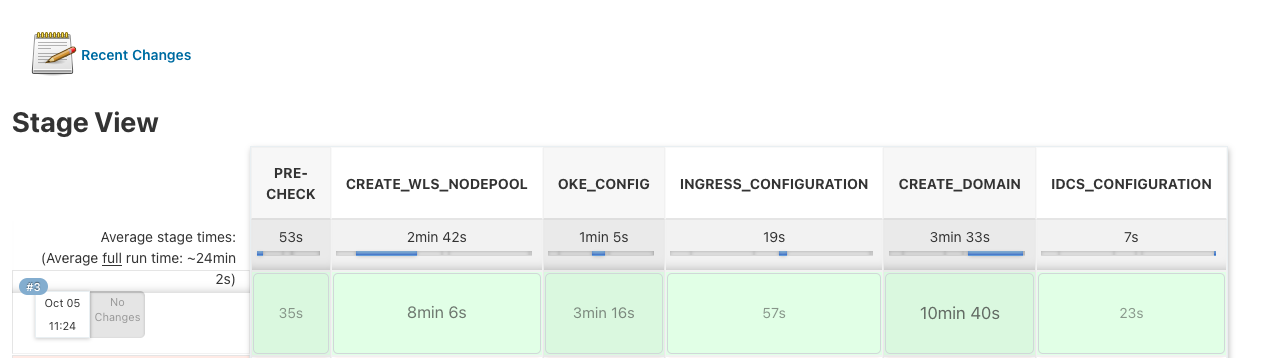 Recent Changes
Stage View
PRE-
CHECK
CREATE_WLS_NODEPOOL
OKE_CONFIG
INGRESS_CONFIGURATION
CREATE_DOMAIN
IDCS_CONFIGURATION
Average stage times:
(Average full run time: ~24min
2s)
53s
2min 42s
1min 5s
19s
3min 33s
7s
#3
Oct 05
11:24
No
Changes
35s
8min 6s
3min 16s
57s
10min 40s
23s